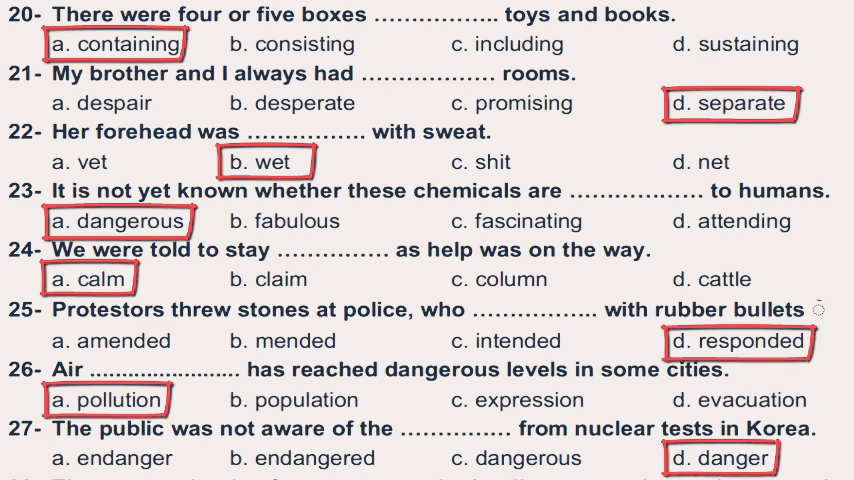 20- There were four or five boxes ................ toys and books.
a. containing b. consisting c. including d. sustaining
21- My brother and I always had ................. rooms.
a. despair b. desperate c. promising d. separate
22- Her forehead was ............... with sweat.
a. vet b. wet c. shit d. net
23- It is not yet known whether these chemicals are ................. to humans.
a. dangerous b. fabulous c. fascinating d. attending
24- We were told to stay .............. as help was on the way.
a. calm b. claim c. column d. cattle
25- Protestors threw stones at police, who ................ with rubber bullets
a. amended b. mended c. intended d. responded
26- Air ....................... has reached dangerous levels in some cities.
a. pollution b. population c. expression d. evacuation
27- The public was not aware of the .............. from nuclear tests in Korea.
a. endanger b. endangered c. dangerous d. danger